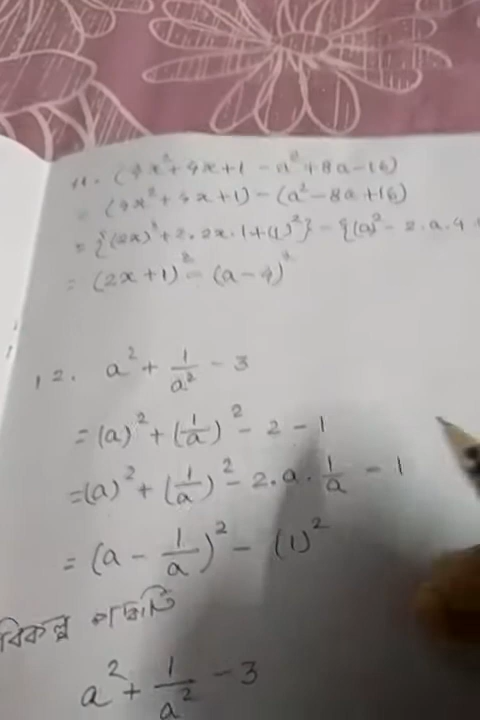 11. (4x² + 4x + 1 - a² + 8a - 16)
= (4x² + 4x + 1) - (a² - 8a + 16)
= {(2x)² + 2. 2x. 1 + (1)²} - {(a)² - 2. a. 4
= (2x + 1)² - (a - 4)²
12. a² + 1/a² - 3
= (a)² + (1/a)² - 2 - 1
= (a)² + (1/a)² - 2. a. 1/a - 1
= (a - 1/a)² - (1)²
বিকল্প পদ্ধতি
a² + 1/a² - 3